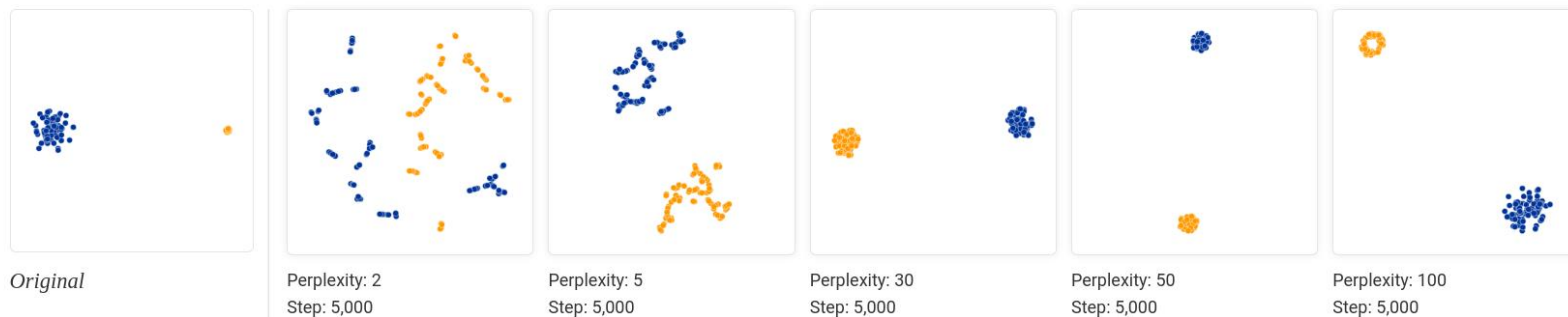 Original
Perplexity: 2
Step: 5,000
Perplexity: 5
Step: 5,000
Perplexity: 30
Step: 5,000
Perplexity: 50
Step: 5,000
Perplexity: 100
Step: 5,000